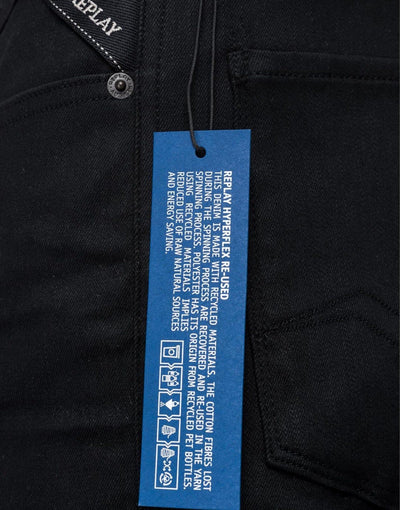 REPLAY
REPLAY HYPERFLEX RE-USED
THIS DENIM IS MADE WITH RECYCLED MATERIALS. THE COTTON FIBRES LOST
DURING THE SPINNING PROCESS ARE RECOVERED AND RE-USED IN THE YARN
SPINNING PROCESS. POLYESTER HAS ITS ORIGIN FROM RECYCLED PET BOTTLES.
USING RECYCLED MATERIALS IMPLIES
REDUCED USE OF RAW NATURAL SOURCES
AND ENERGY SAVING.